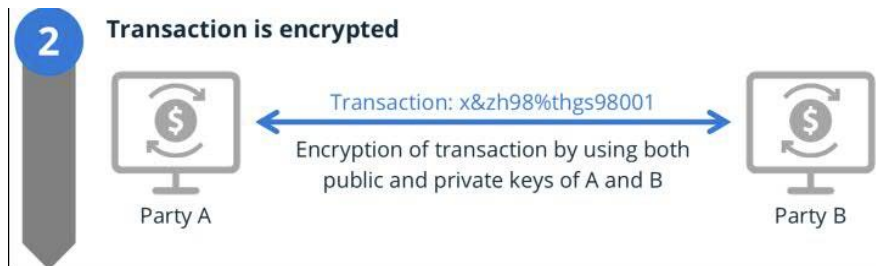 2
Transaction is encrypted
$
$
Transaction: x&zh98%thgs98001
Encryption of transaction by using both
public and private keys of A and B
Party A
Party B